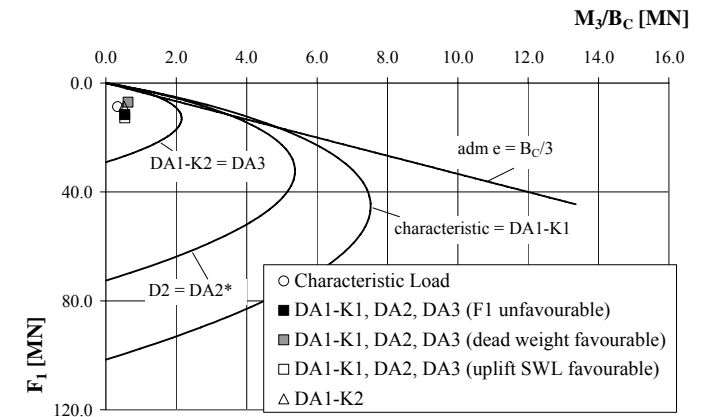 M3/BC [MN]
0.0 2.0 4.0 6.0 8.0 10.0 12.0 14.0 16.0
0.0
40.0
80.0
120.0
F1 [MN]
adm e = BC/3
DA1-K2 = DA3
characteristic = DA1-K1
D2 = DA2*
Characteristic Load
DA1-K1, DA2, DA3 (F1 unfavourable)
DA1-K1, DA2, DA3 (dead weight favourable)
DA1-K1, DA2, DA3 (uplift SWL favourable)
DA1-K2